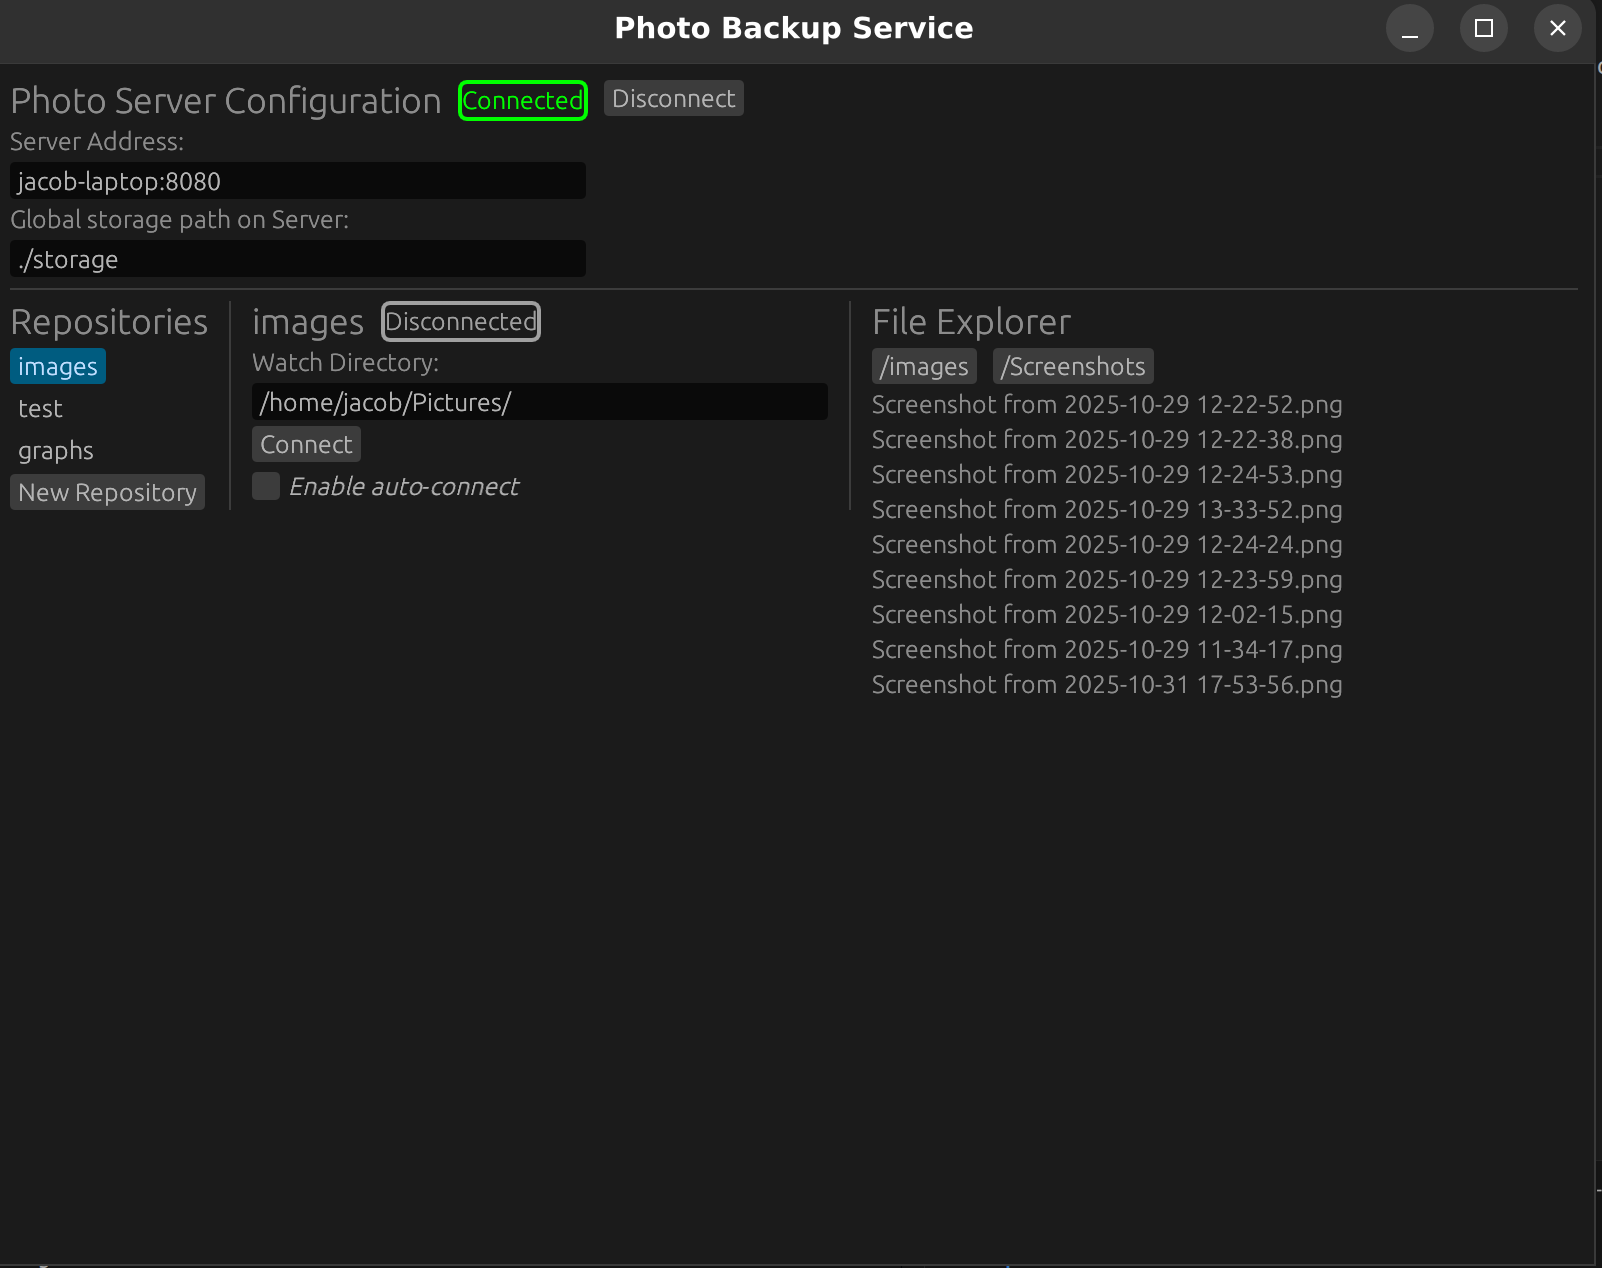 Photo Backup Service
Photo Server Configuration Connected Disconnect
Server Address:
jacob-laptop:8080
Global storage path on Server:
./storage
Repositories
images
test
graphs
New Repository
images Disconnected
Watch Directory:
/home/jacob/Pictures/
Connect
Enable auto-connect
File Explorer
/images /Screenshots
Screenshot from 2025-10-29 12-22-52.png
Screenshot from 2025-10-29 12-22-38.png
Screenshot from 2025-10-29 12-24-53.png
Screenshot from 2025-10-29 13-33-52.png
Screenshot from 2025-10-29 12-24-24.png
Screenshot from 2025-10-29 12-23-59.png
Screenshot from 2025-10-29 12-02-15.png
Screenshot from 2025-10-29 11-34-17.png
Screenshot from 2025-10-31 17-53-56.png